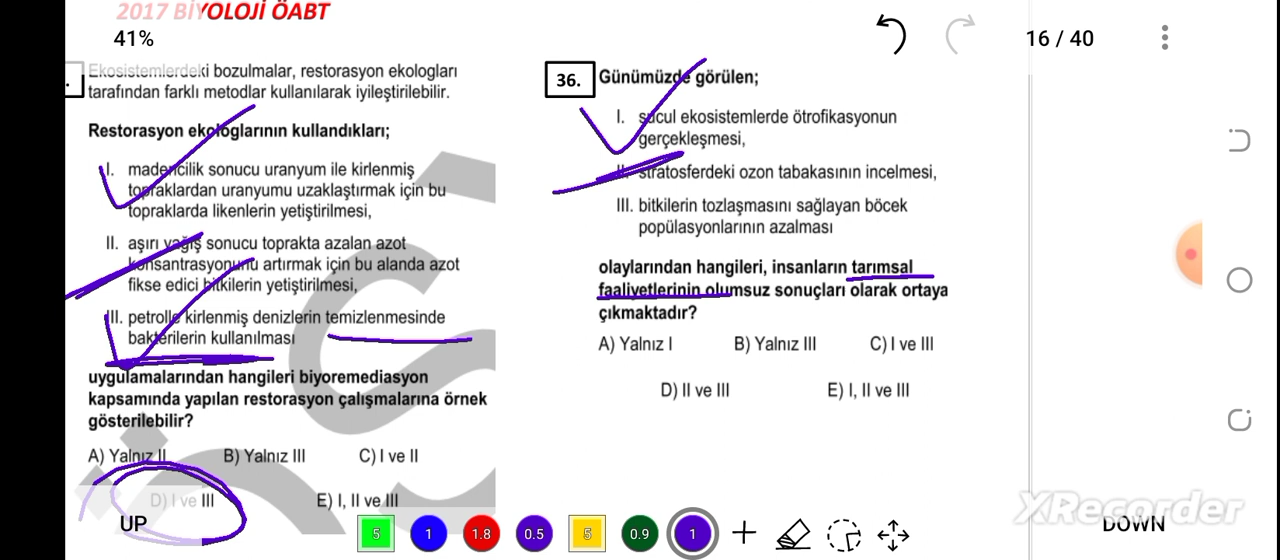 2017 BİYOLOJİ ÖABT
41%
16 / 40
. Ekosistemlerdeki bozulmalar, restorasyon ekologları
tarafından farklı metodlar kullanılarak iyileştirilebilir.
Restorasyon ekologlarının kullandıkları;
I. madencilik sonucu uranyum ile kirlenmiş
topraklardan uranyumu uzaklaştırmak için bu
topraklarda likenlerin yetiştirilmesi,
II. aşırı yağış sonucu toprakta azalan azot
konsantrasyonunu artırmak için bu alanda azot
fikse edici bitkilerin yetiştirilmesi,
III. petrolle kirlenmiş denizlerin temizlenmesinde
bakterilerin kullanılması
uygulamalarından hangileri biyoremediasyon
kapsamında yapılan restorasyon çalışmalarına örnek
gösterilebilir?
A) Yalnız II B) Yalnız III C) I ve II
D) I ve III E) I, II ve III
36. Günümüzde görülen;
I. sucul ekosistemlerde ötrofikasyonun
gerçekleşmesi,
II. stratosferdeki ozon tabakasının incelmesi,
III. bitkilerin tozlaşmasını sağlayan böcek
popülasyonlarının azalması
olaylarından hangileri, insanların tarımsal
faaliyetlerinin olumsuz sonuçları olarak ortaya
çıkmaktadır?
A) Yalnız I B) Yalnız III C) I ve III
D) II ve III E) I, II ve III
UP
5 1 1.8 0.5 5 0.9 1
XRecorder
DOWN